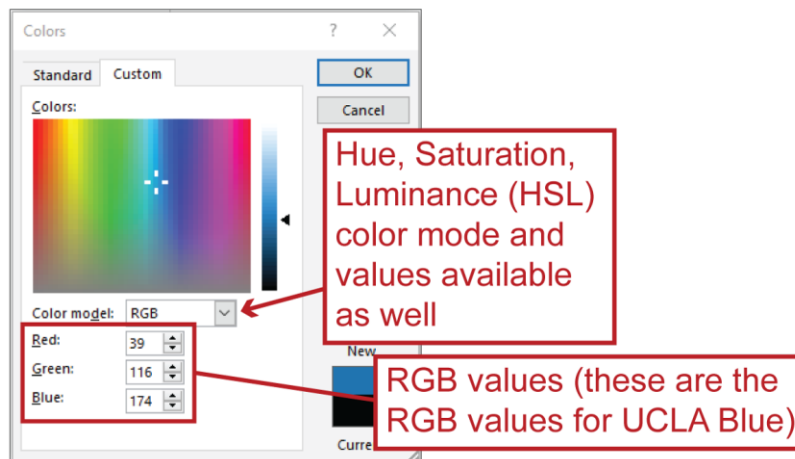 Colors
Standard Custom
OK
Colors:
Cancel
Hue, Saturation,
Luminance (HSL)
color mode and
values available
as well
Color model: RGB
Red: 39
Green: 116
Blue: 174
New
RGB values (these are the
RGB values for UCLA Blue)